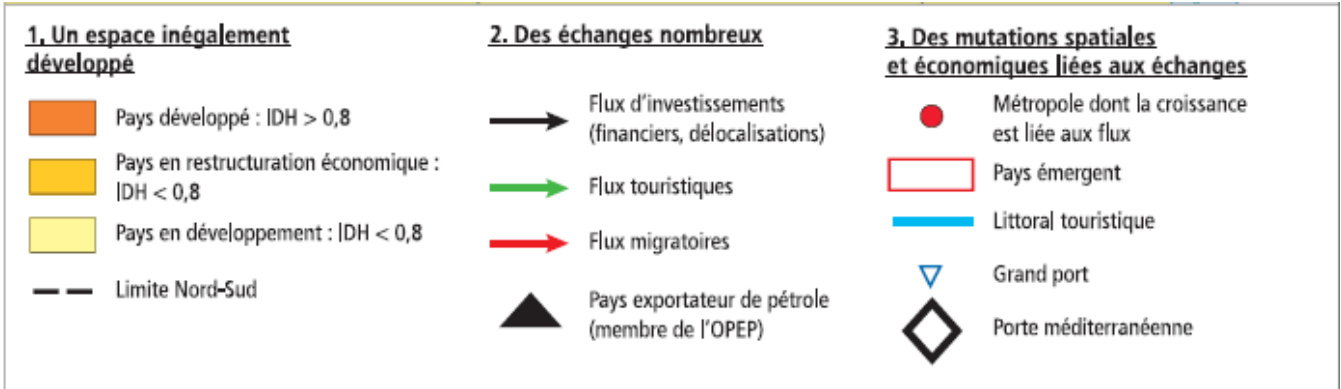 1. Un espace inégalement
développé
Pays développé : IDH > 0,8
Pays en restructuration économique :
IDH < 0,8
Pays en développement : IDH < 0,8
Limite Nord-Sud
2. Des échanges nombreux
Flux d'investissements
(financiers, délocalisations)
Flux touristiques
Flux migratoires
Pays exportateur de pétrole
(membre de l'OPEP)
3. Des mutations spatiales
et économiques liées aux échanges
Métropole dont la croissance
est liée aux flux
Pays émergent
Littoral touristique
Grand port
Porte méditerranéenne